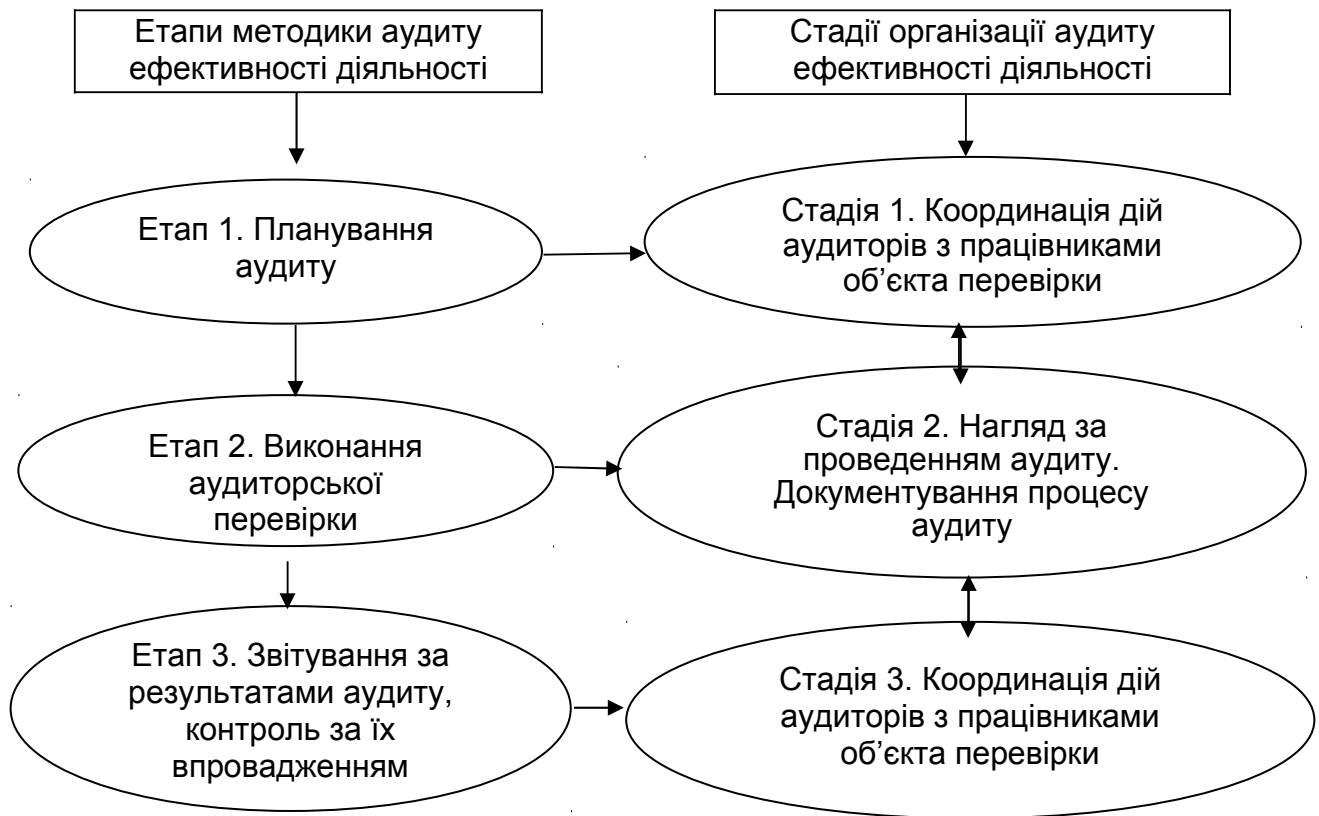 Етапи методики аудиту
ефективності діяльності
Стадії організації аудиту
ефективності діяльності
Етап 1. Планування
аудиту
Стадія 1. Координація дій
аудиторів з працівниками
об’єкта перевірки
Етап 2. Виконання
аудиторської
перевірки
Стадія 2. Нагляд за
проведенням аудиту.
Документування процесу
аудиту
Етап 3. Звітування за
результатами аудиту,
контроль за їх
впровадженням
Стадія 3. Координація дій
аудиторів з працівниками
об’єкта перевірки